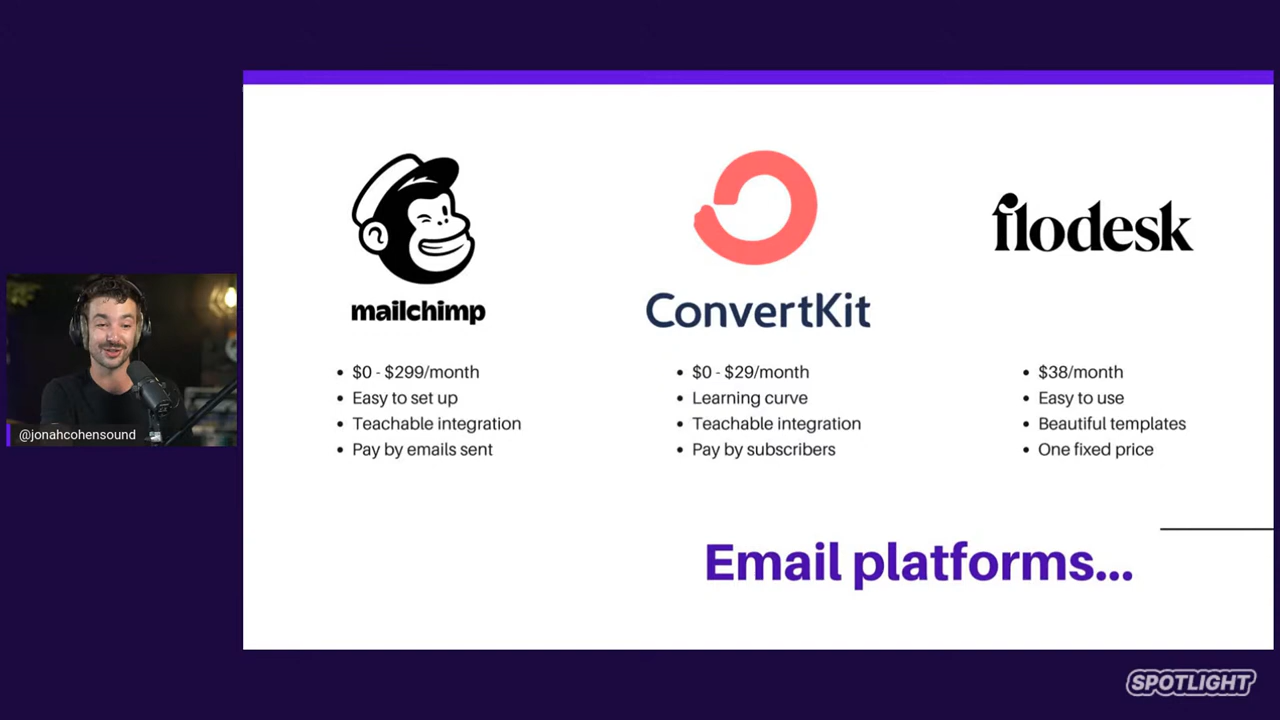 mailchimp
$0 - $299/month
Easy to set up
Teachable integration
Pay by emails sent
ConvertKit
$0 - $29/month
Learning curve
Teachable integration
Pay by subscribers
flodesk
$38/month
Easy to use
Beautiful templates
One fixed price
@jonahcohensound
Email platforms...
SPOTLIGHT